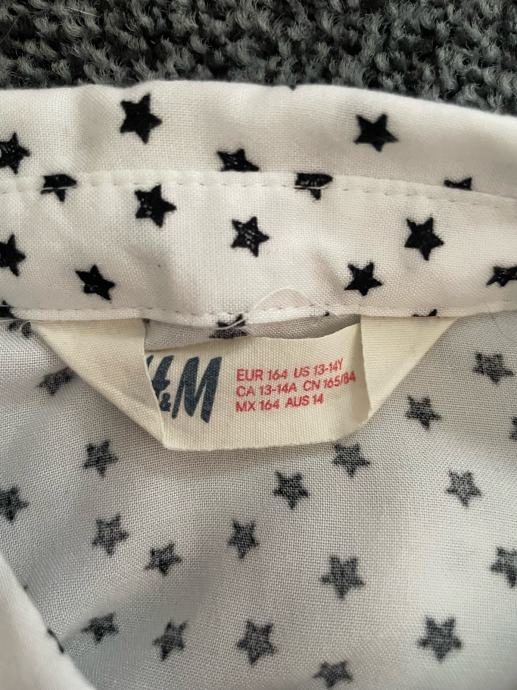 H&M
EUR 164 US 13-14Y
CA 13-14A CN 165/84
MX 164 AUS 14